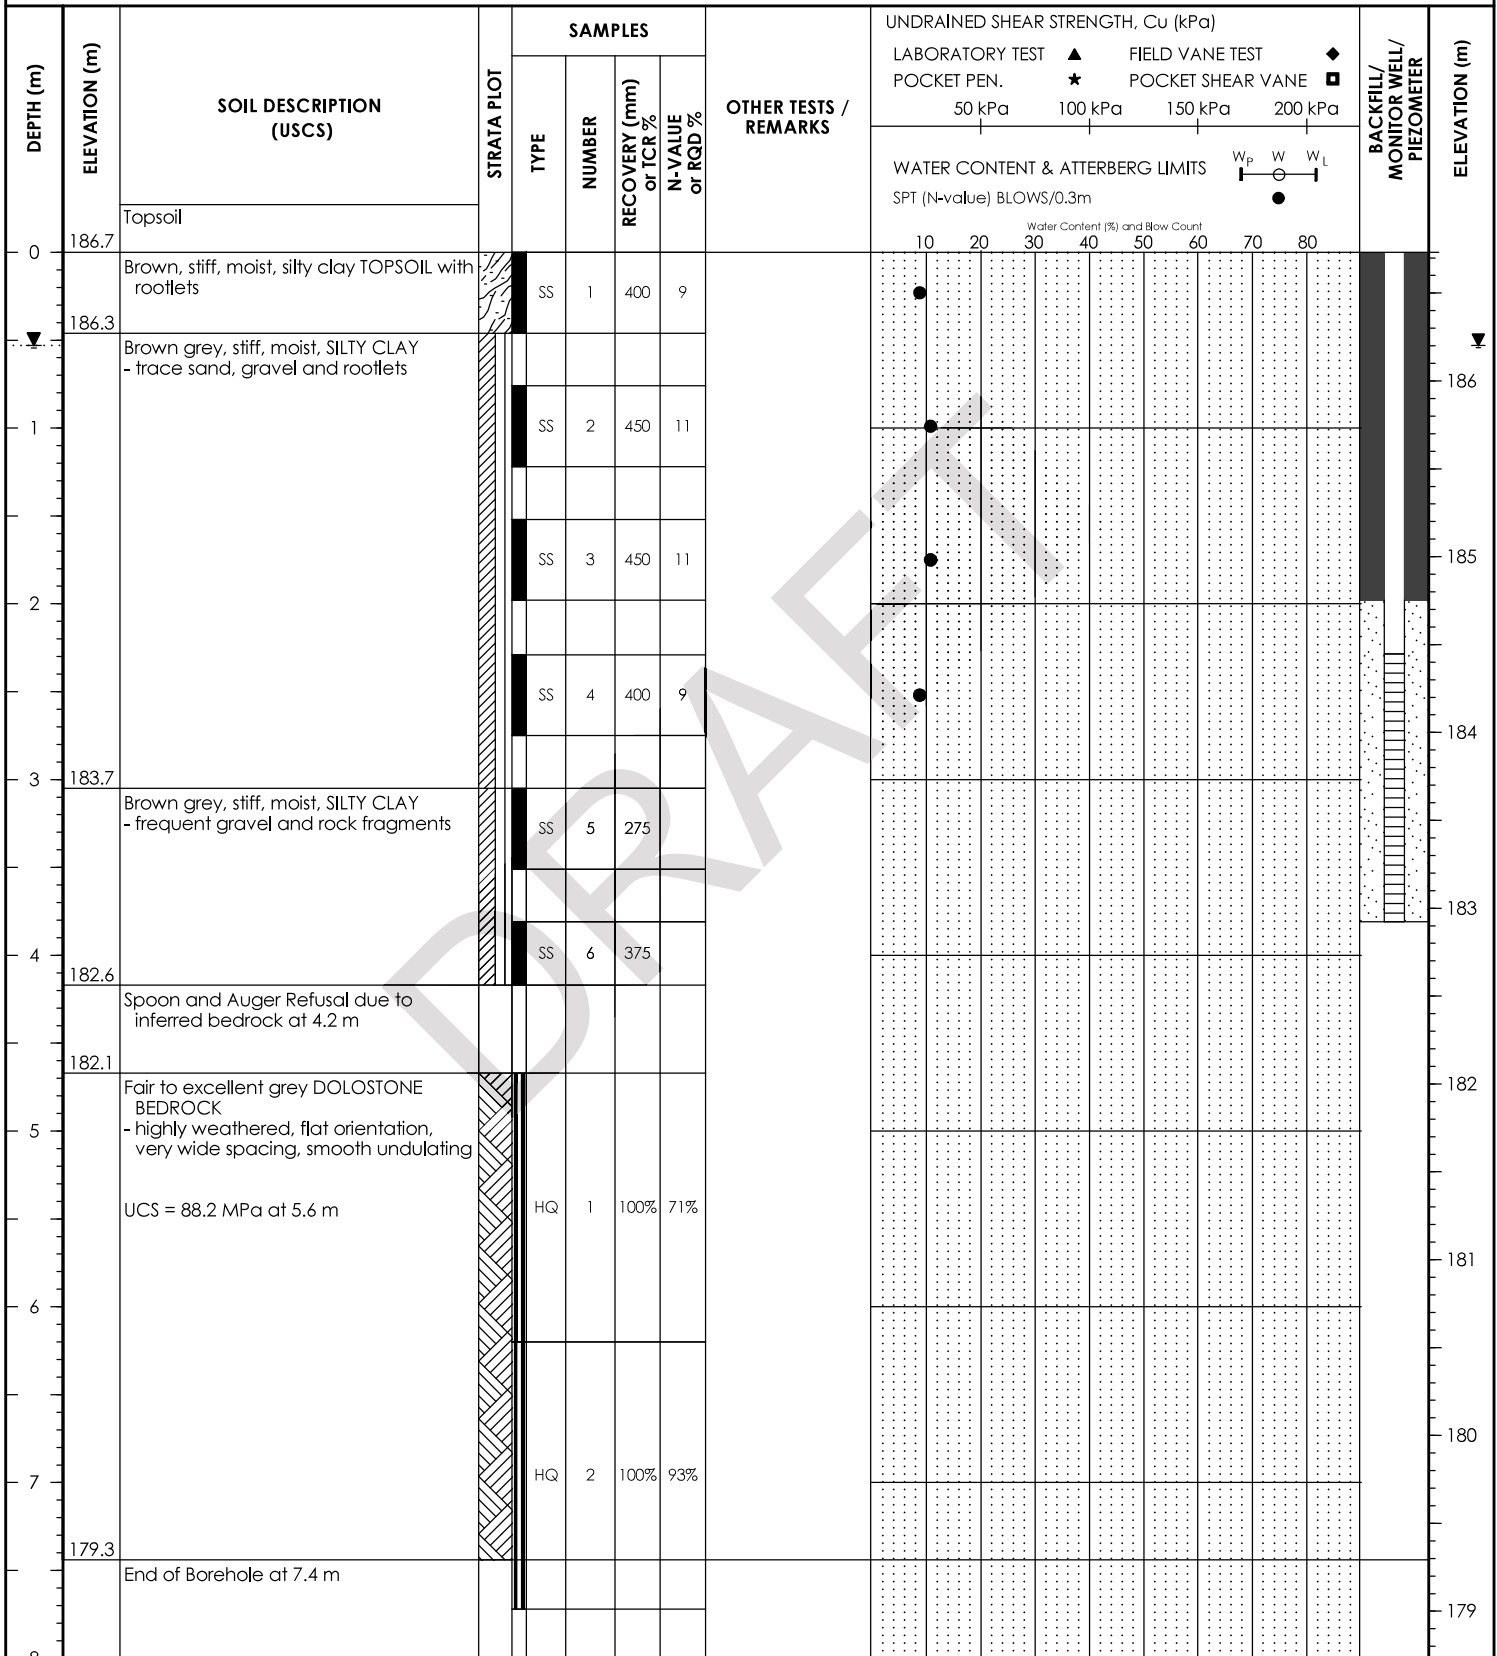 DEPTH (m)
ELEVATION (m)
SOIL DESCRIPTION
(USCS)
STRATA PLOT
SAMPLES
TYPE
NUMBER
RECOVERY (mm)
or TCR %
N-VALUE
or RQD %
OTHER TESTS /
REMARKS
UNDRAINED SHEAR STRENGTH, Cu (kPa)
LABORATORY TEST ▲ FIELD VANE TEST ◆
POCKET PEN. ★ POCKET SHEAR VANE
50 kPa 100 kPa 150 kPa 200 kPa
WATER CONTENT & ATTERBERG LIMITS WP W WL
SPT (N-value) BLOWS/0.3m ●
Water Content (%) and Blow Count
10 20 30 40 50 60 70 80
BACKFILL/
MONITOR WELL/
PIEZOMETER
ELEVATION (m)
Topsoil
0 186.7
Brown, stiff, moist, silty clay TOPSOIL with
rootlets
SS 1 400 9
186.3
Brown grey, stiff, moist, SILTY CLAY
- trace sand, gravel and rootlets
186
1 SS 2 450 11
SS 3 450 11
185
2
SS 4 400 9
184
3 183.7
Brown grey, stiff, moist, SILTY CLAY
- frequent gravel and rock fragments
SS 5 275
183
4 SS 6 375
182.6
Spoon and Auger Refusal due to
inferred bedrock at 4.2 m
182.1
Fair to excellent grey DOLOSTONE
BEDROCK
- highly weathered, flat orientation,
very wide spacing, smooth undulating
182
5
UCS = 88.2 MPa at 5.6 m
HQ 1 100% 71%
181
6
180
7 HQ 2 100% 93%
179.3
End of Borehole at 7.4 m
179
DRAFT